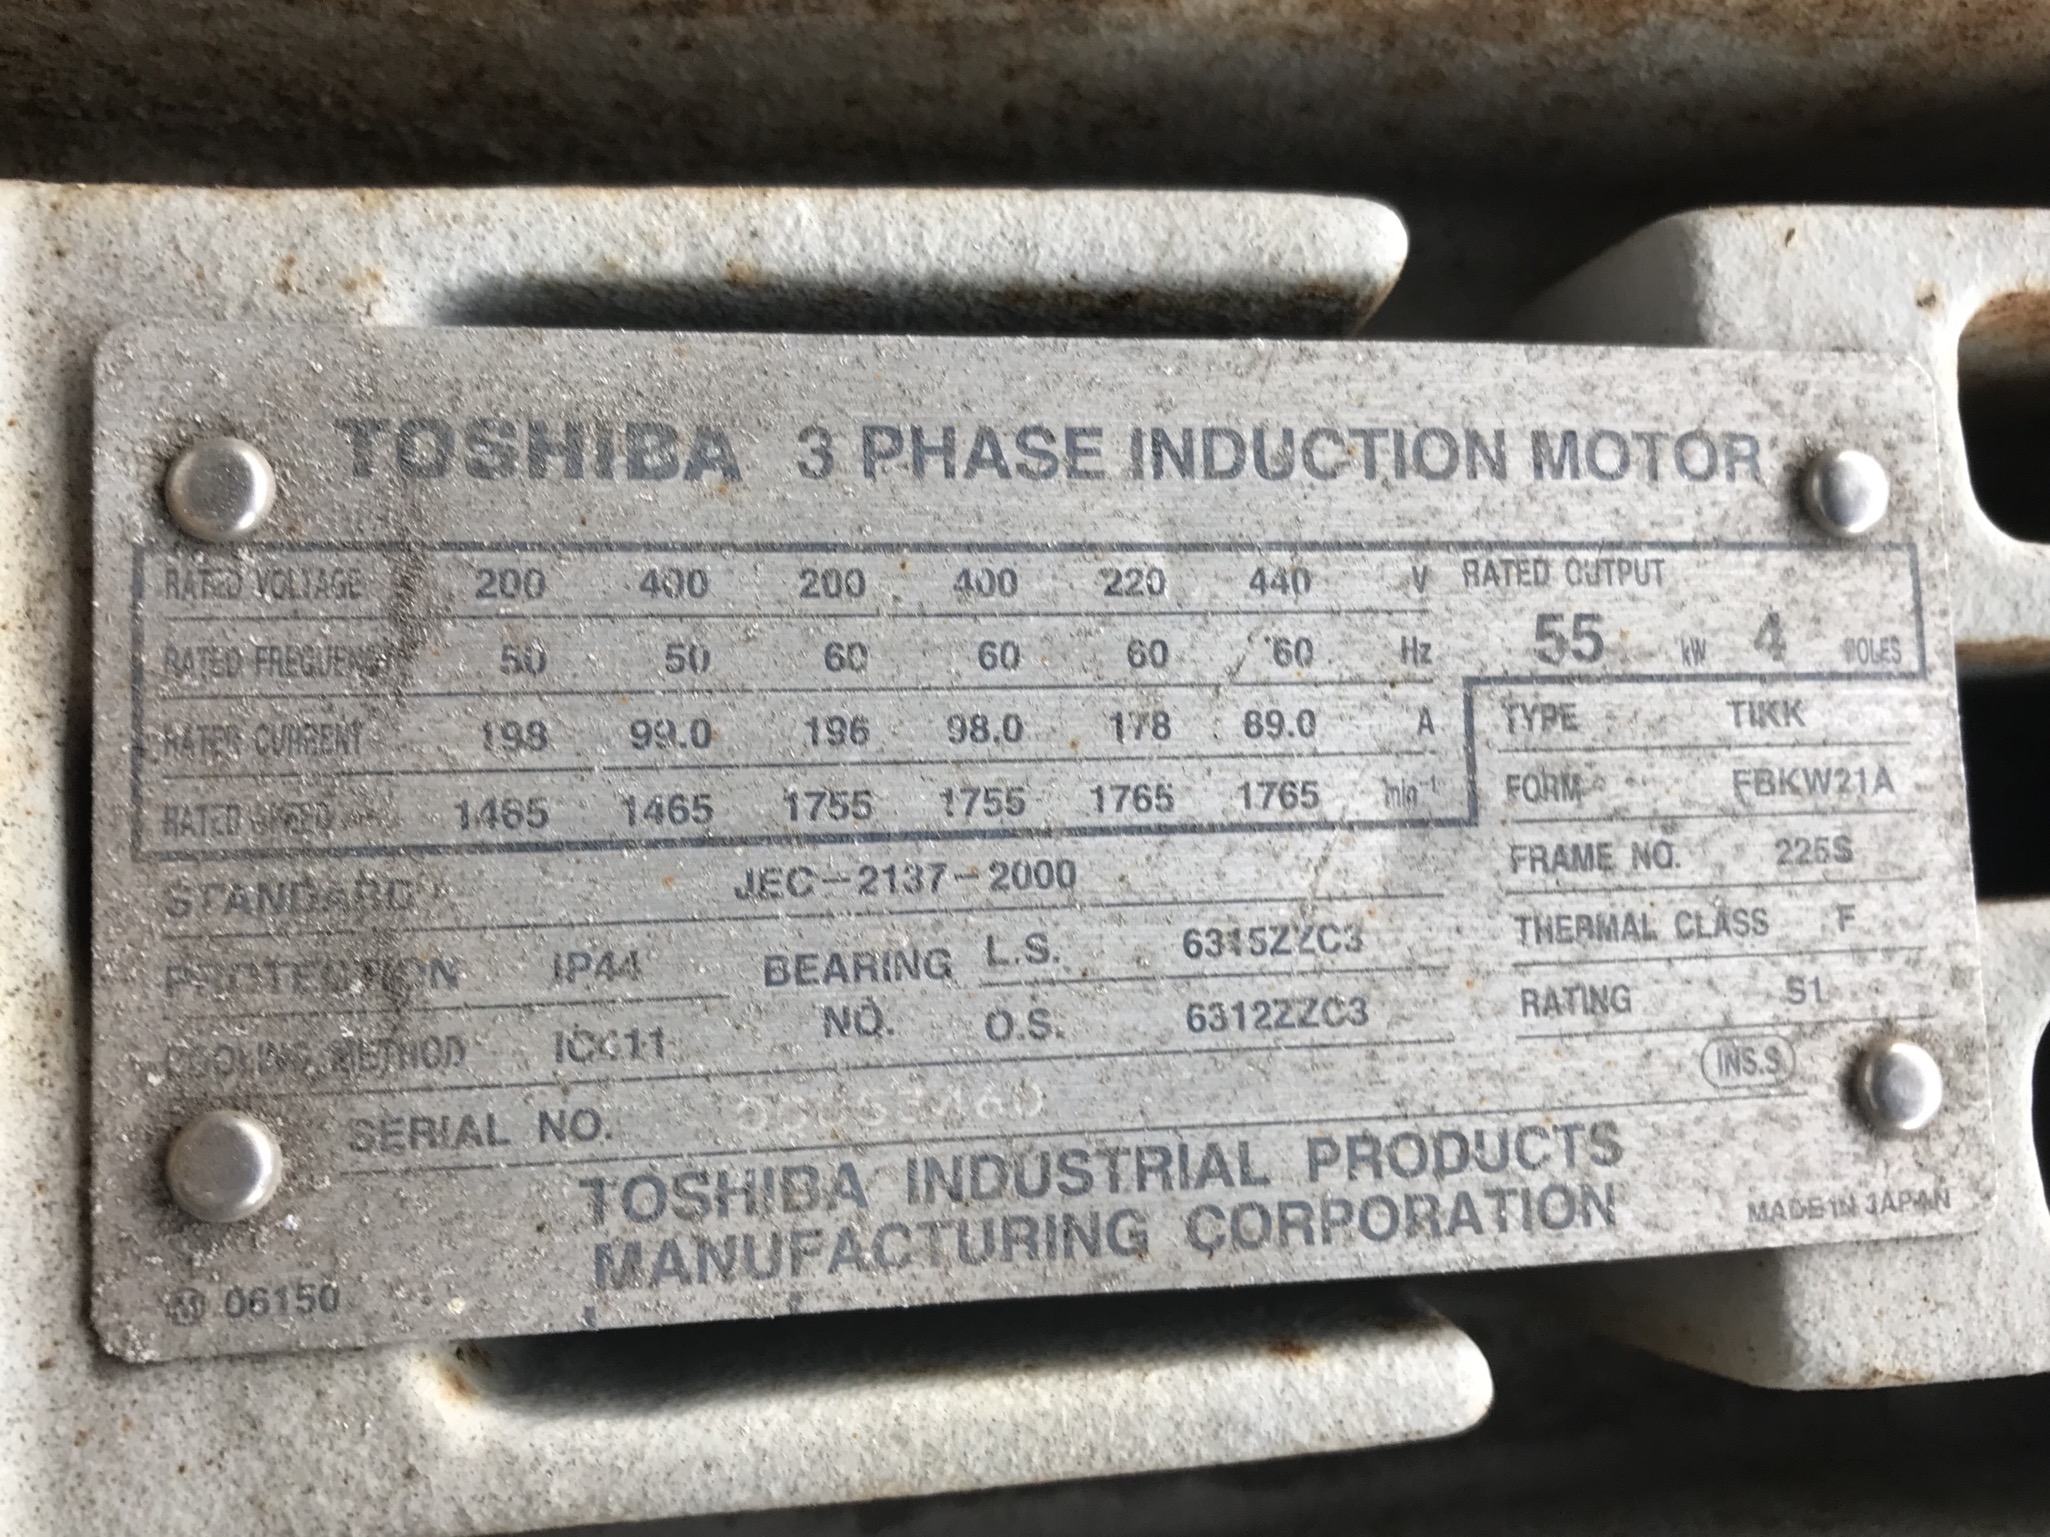 TOSHIBA 3 PHASE INDUCTION MOTOR
RATED VOLTAGE 200 400 200 400 220 440 V
RATED FREQUENCY 50 50 60 60 60 60 Hz
RATED CURRENT 198 99.0 196 98.0 178 89.0 A
RATED SPEED 1465 1465 1755 1755 1765 1765 min⁻¹
RATED OUTPUT
55 kW 4 POLES
TYPE TIKK
FORM FBKW21A
FRAME NO. 225S
THERMAL CLASS F
RATING S1
INS.S
STANDARD JEC-2137-2000
PROTECTION IP44
COOLING METHOD IC411
BEARING NO. L.S. 6315ZZC3
O.S. 6312ZZC3
SERIAL NO.
TOSHIBA INDUSTRIAL PRODUCTS
MANUFACTURING CORPORATION
MADE IN JAPAN
M 06150